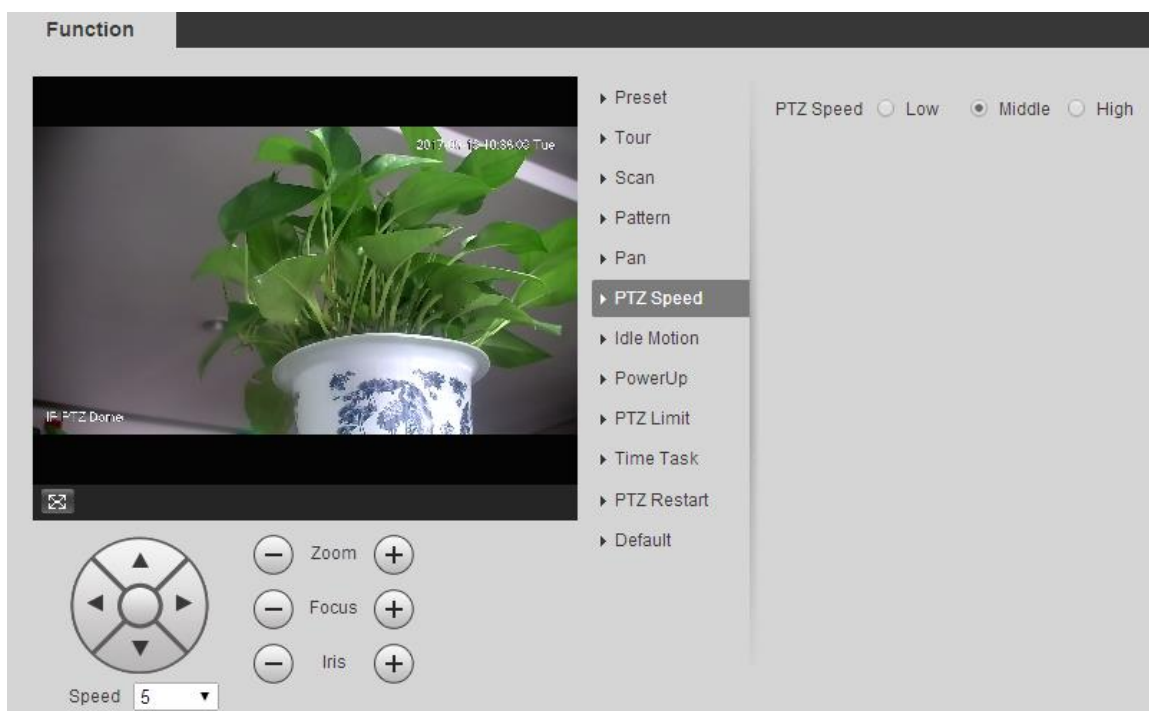 Function
Tue
PTZ Dome
Zoom
Focus
Iris
Speed 5
Preset
Tour
Scan
Pattern
Pan
PTZ Speed
Idle Motion
PowerUp
PTZ Limit
Time Task
PTZ Restart
Default
PTZ Speed Low Middle High